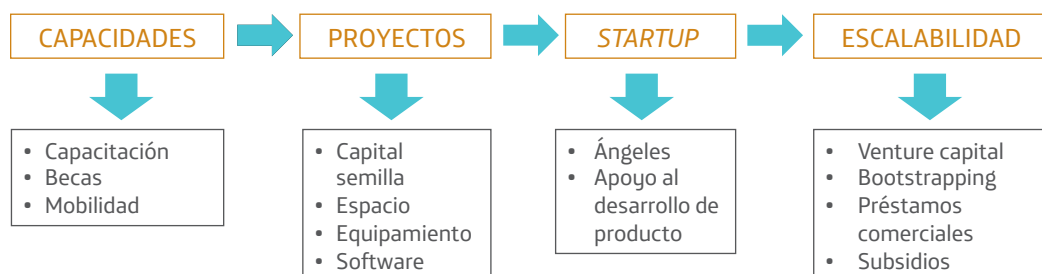 CAPACIDADES
PROYECTOS
STARTUP
ESCALABILIDAD
• Capacitación
• Becas
• Mobilidad
• Capital
semilla
• Espacio
• Equipamiento
• Software
• Ángeles
• Apoyo al
desarrollo de
producto
• Venture capital
• Bootstrapping
• Préstamos
comerciales
• Subsidios